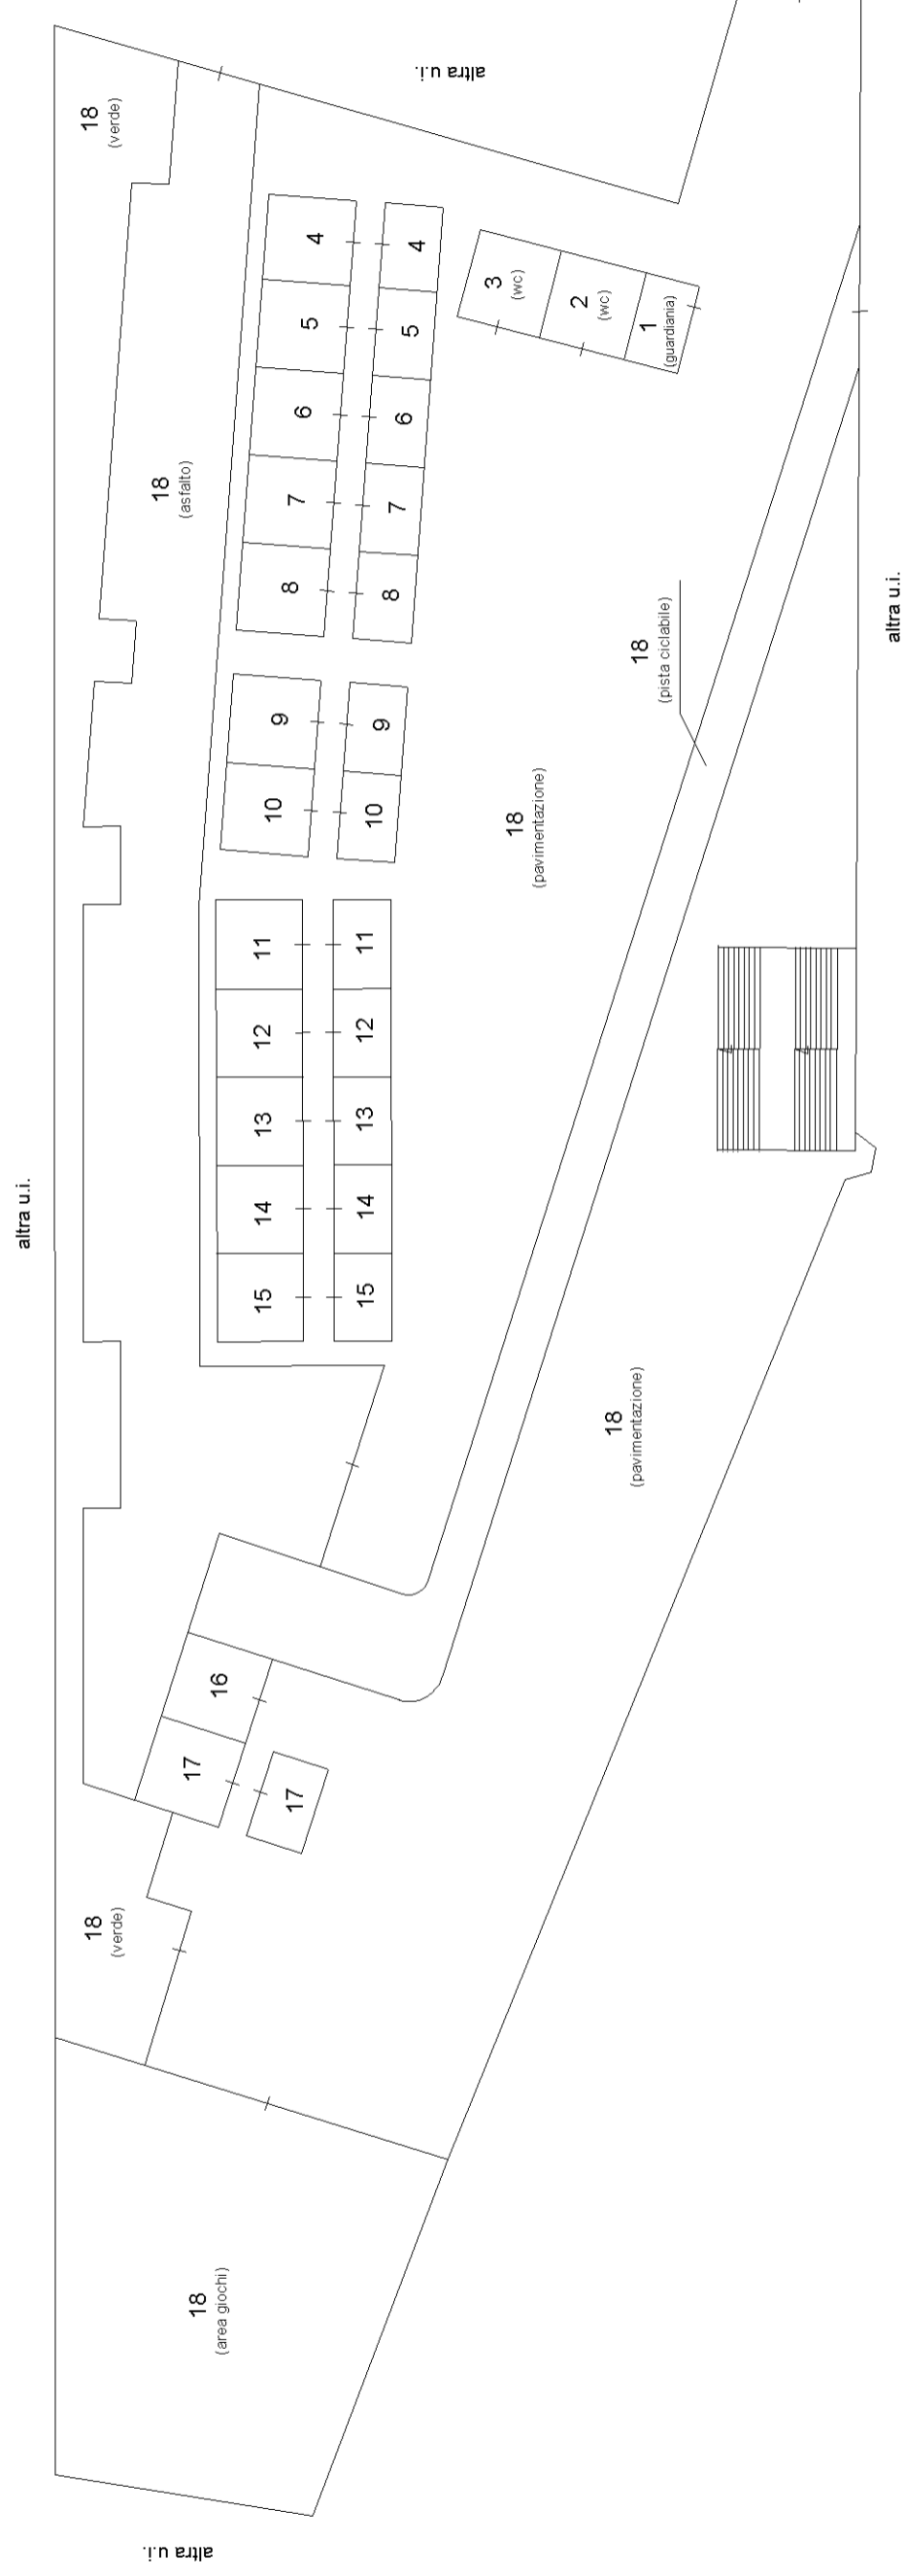 altra u.i.
18
(verde)
18
(asfalto)
4
4
5
5
6
6
7
7
8
8
9
9
10
10
11
11
12
12
13
13
14
14
15
15
3
(wc)
2
(wc)
1
(guardiania)
18
(pista ciclabile)
18
(pavimentazione)
altra u.i.
altra u.i.
18
(pavimentazione)
16
17
17
18
(verde)
18
(area giochi)
altra u.i.